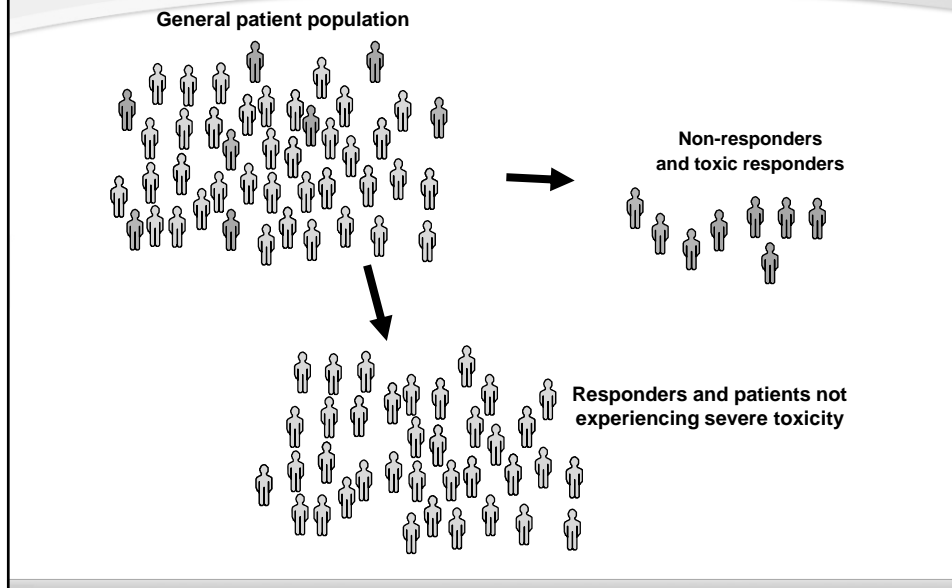 General patient population
Non-responders
and toxic responders
Responders and patients not
experiencing severe toxicity